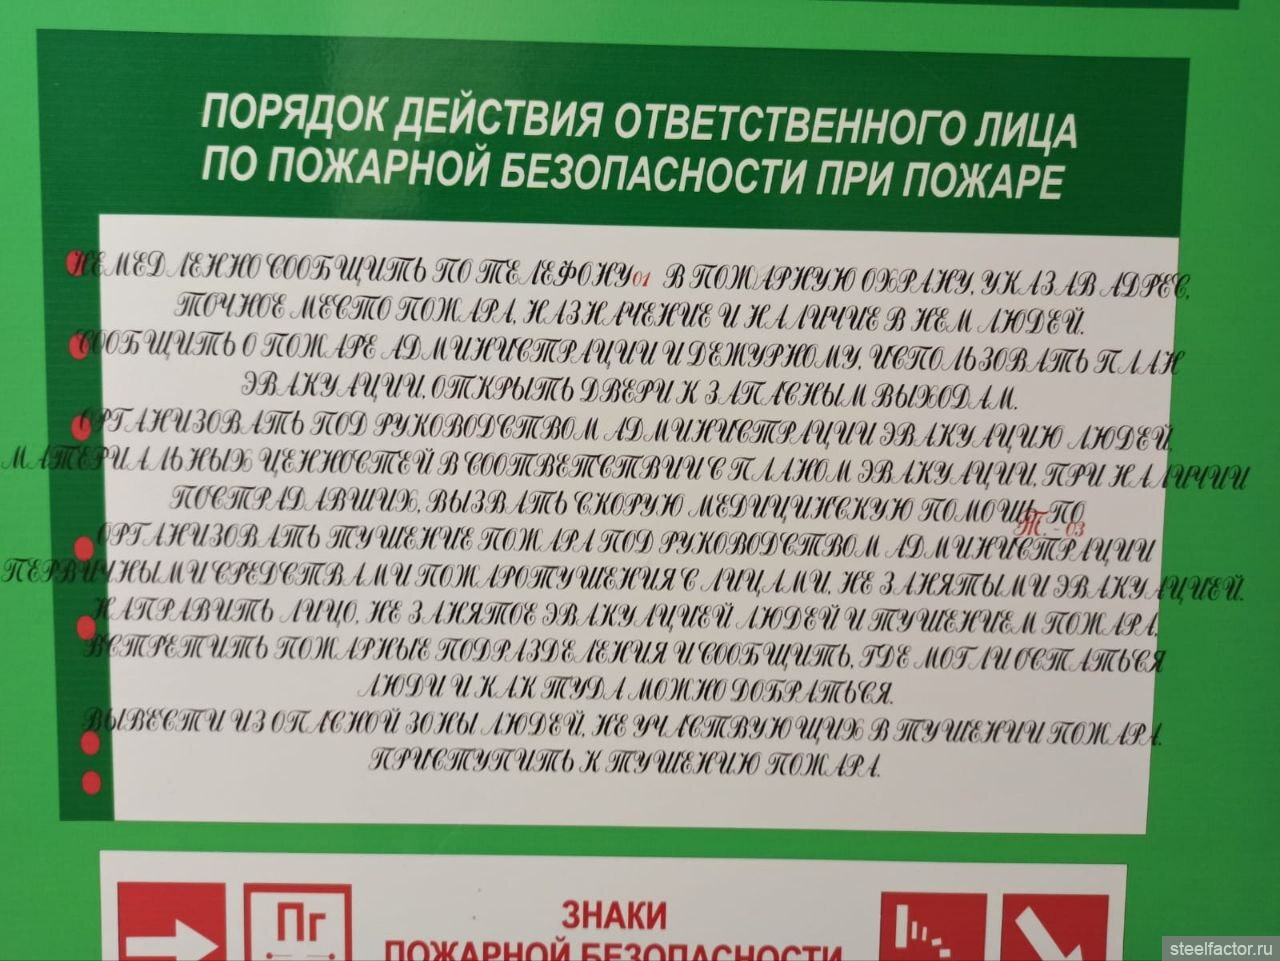 ПОРЯДОК ДЕЙСТВИЯ ОТВЕТСТВЕННОГО ЛИЦА
ПО ПОЖАРНОЙ БЕЗОПАСНОСТИ ПРИ ПОЖАРЕ
НЕМЕДЛЕННО СООБЩИТЬ ПО ТЕЛЕФОНУ 01 В ПОЖАРНУЮ ОХРАНУ, УКАЗАВ АДРЕС,
ТОЧНОЕ МЕСТО ПОЖАРА, НАЗНАЧЕНИЕ И НАЛИЧИЕ В НЕМ ЛЮДЕЙ.
СООБЩИТЬ О ПОЖАРЕ АДМИНИСТРАЦИИ И ДЕЖУРНОМУ, ИСПОЛЬЗОВАТЬ ПЛАН
ЭВАКУАЦИИ, ОТКРЫТЬ ДВЕРИ К ЗАПАСНЫМ ВЫХОДАМ.
ОРГАНИЗОВАТЬ ПОД РУКОВОДСТВОМ АДМИНИСТРАЦИИ ЭВАКУАЦИЮ ЛЮДЕЙ,
МАТЕРИАЛЬНЫХ ЦЕННОСТЕЙ В СООТВЕТСТВИИ С ПЛАНОМ ЭВАКУАЦИИ, ПРИ НАЛИЧИИ
ПОСТРАДАВШИХ, ВЫЗВАТЬ СКОРУЮ МЕДИЦИНСКУЮ ПОМОЩЬ ПО
Т. - 03
ОРГАНИЗОВАТЬ ТУШЕНИЕ ПОЖАРА ПОД РУКОВОДСТВОМ АДМИНИСТРАЦИИ
ПЕРВИЧНЫМИ СРЕДСТВАМИ ПОЖАРОТУШЕНИЯ С ЛИЦАМИ, НЕ ЗАНЯТЫМИ ЭВАКУАЦИЕЙ.
НАПРАВИТЬ ЛИЦО, НЕ ЗАНЯТОЕ ЭВАКУАЦИЕЙ ЛЮДЕЙ И ТУШЕНИЕМ ПОЖАРА,
ВСТРЕТИТЬ ПОЖАРНЫЕ ПОДРАЗДЕЛЕНИЯ И СООБЩИТЬ, ГДЕ МОГЛИ ОСТАТЬСЯ
ЛЮДИ И КАК ТУДА МОЖНО ДОБРАТЬСЯ.
ВЫВЕСТИ ИЗ ОПАСНОЙ ЗОНЫ ЛЮДЕЙ, НЕ УЧАСТВУЮЩИХ В ТУШЕНИИ ПОЖАРА.
ПРИСТУПИТЬ К ТУШЕНИЮ ПОЖАРА.
Пг
ЗНАКИ
ПОЖАРНОЙ БЕЗОПАСНОСТИ
steelfactor.ru